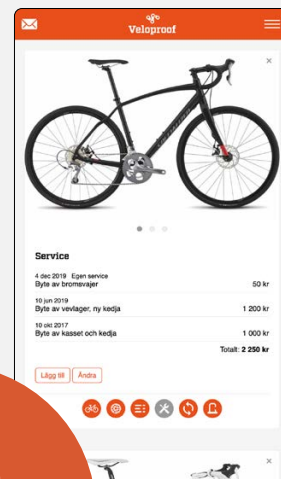 Veloproof
Service
4 dec 2019 Egen service
Byte av bromsvajer 50 kr
10 jun 2019
Byte av vevlager, ny kedja 1 200 kr
10 okt 2017
Byte av kasset och kedja 1 000 kr
Totalt: 2 250 kr
Lägg till Ändra